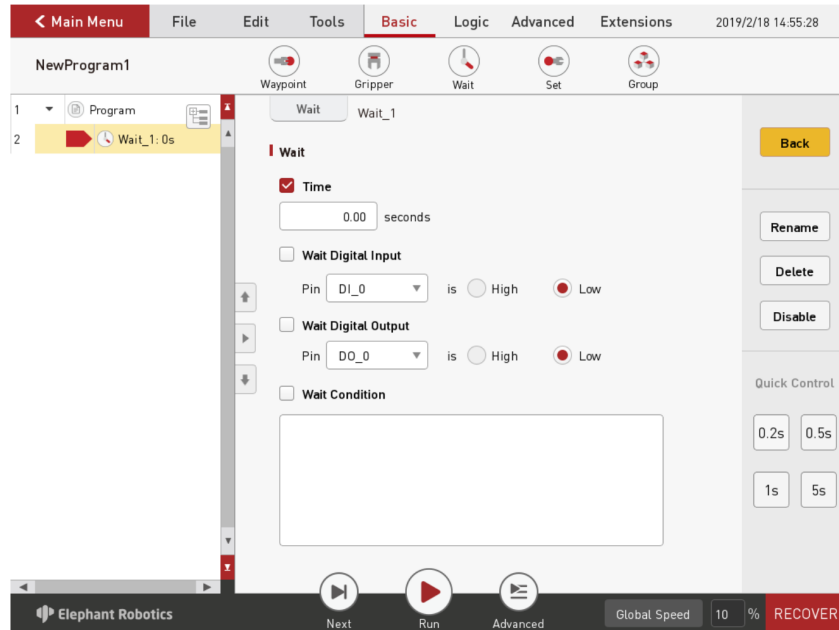 Main Menu File Edit Tools Basic Logic Advanced Extensions 2019/2/18 14:55:28
NewProgram1
Waypoint Gripper Wait Set Group
1 Program
2 Wait_1: 0s
Wait Wait_1
Wait
Back
Time
0.00 seconds
Rename
Wait Digital Input
Delete
Pin DI_0 is High Low
Disable
Wait Digital Output
Pin DO_0 is High Low
Quick Control
Wait Condition
0.2s 0.5s
1s 5s
Elephant Robotics Next Run Advanced Global Speed 10 % RECOVER